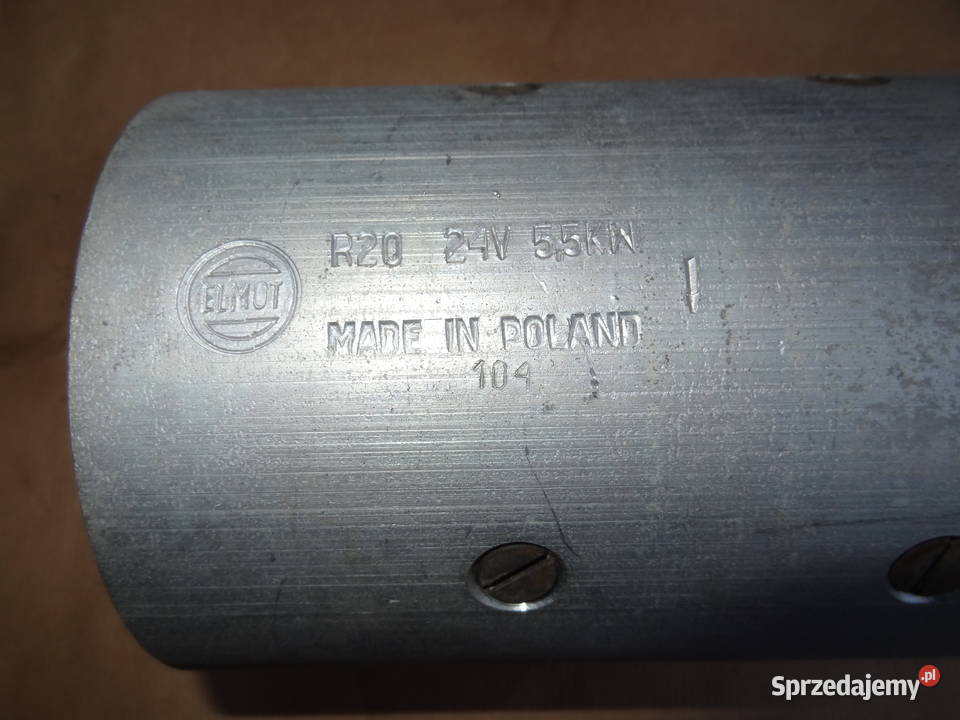 R20 24V 5,5KW
ELMOT
MADE IN POLAND
104
Sprzedajemy.pl